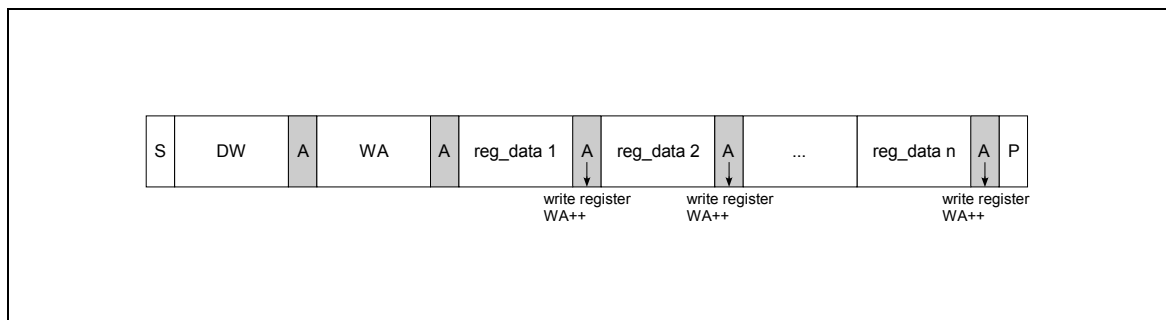 S DW A WA A reg_data 1 A reg_data 2 A ... reg_data n A P
write register write register write register
WA++ WA++ WA++